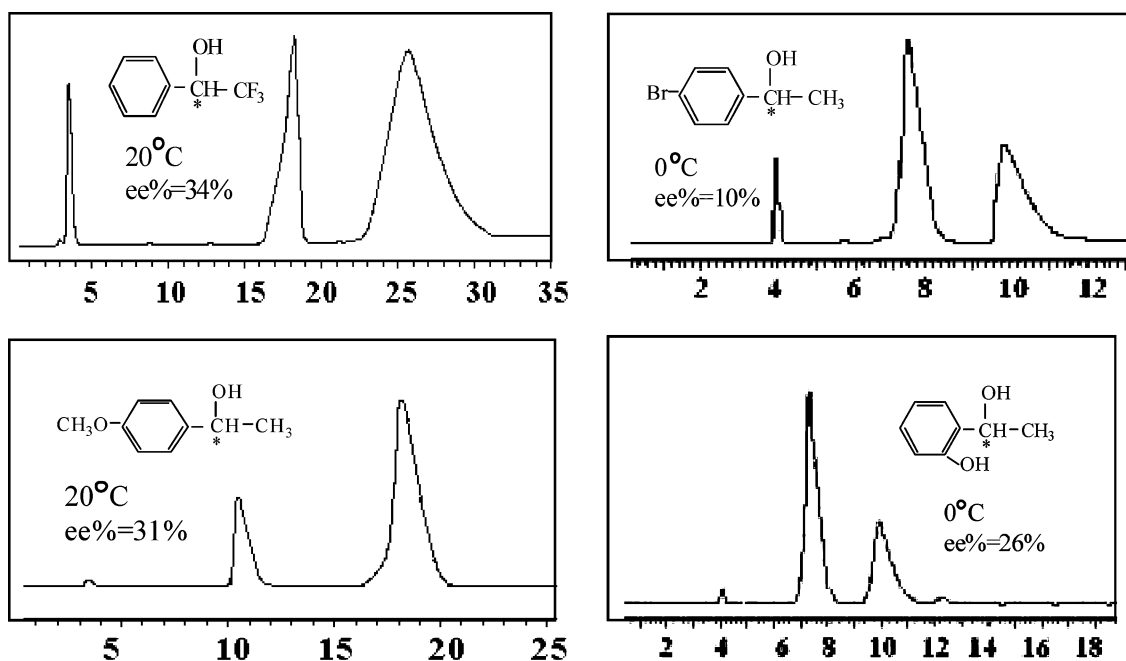 OH
CH-CF3
*
20°C
ee%=34%
5 10 15 20 25 30 35
OH
Br
CH-CH3
*
0°C
ee%=10%
2 4 6 8 10 12
OH
CH3O
CH-CH3
*
20°C
ee%=31%
5 10 15 20 25
OH
CH-CH3
*
OH
0°C
ee%=26%
2 4 6 8 10 12 14 16 18